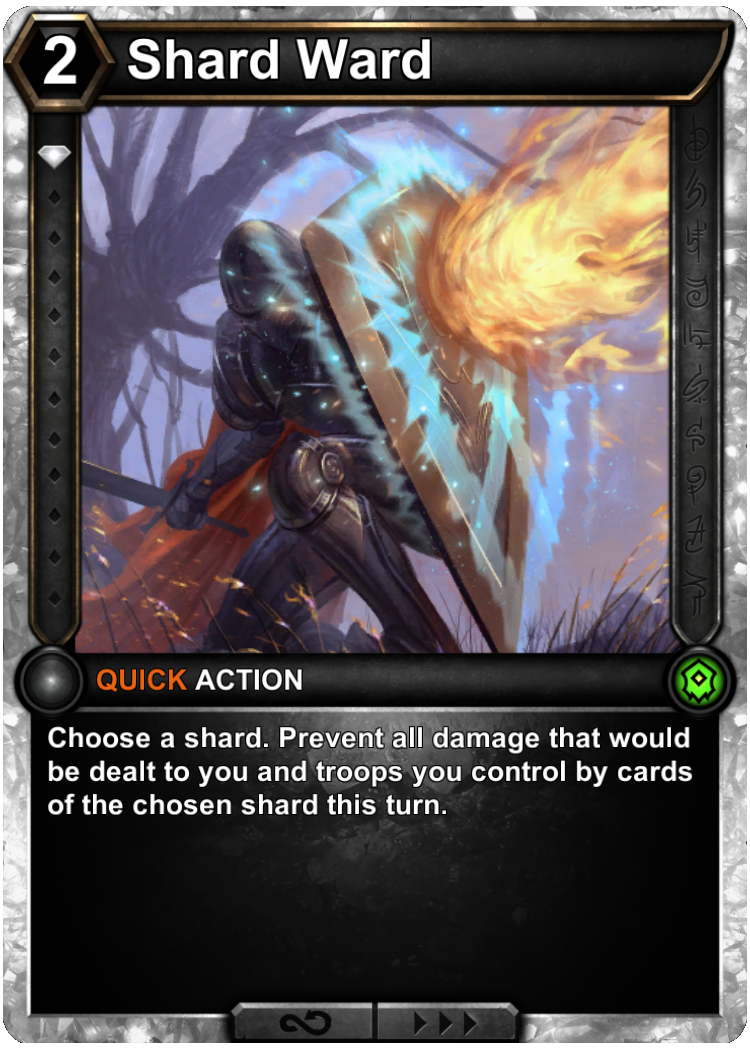 2
Shard Ward
QUICK ACTION
Choose a shard. Prevent all damage that would
be dealt to you and troops you control by cards
of the chosen shard this turn.